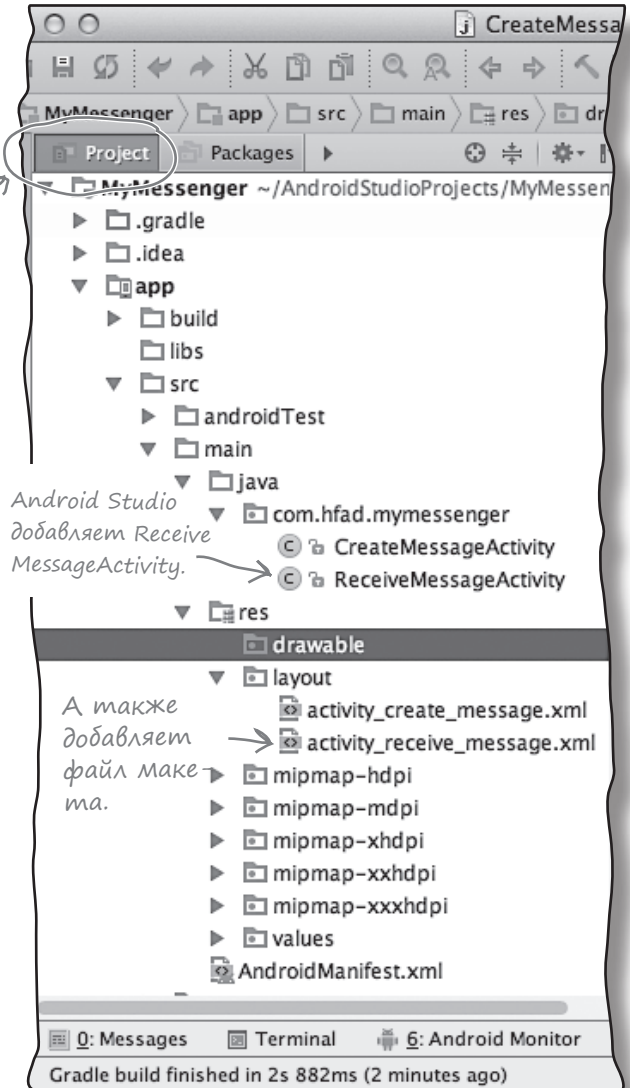 CreateMessa
MyMessenger app src main res dr
Project Packages
MyMessenger ~/AndroidStudioProjects/MyMessen
.gradle
.idea
app
build
libs
src
androidTest
main
java
Android Studio
добавляет Receive
MessageActivity.
com.hfad.mymessenger
CreateMessageActivity
ReceiveMessageActivity
res
drawable
layout
А также
добавляет
файл маке-
та.
activity_create_message.xml
activity_receive_message.xml
mipmap-hdpi
mipmap-mdpi
mipmap-xhdpi
mipmap-xxhdpi
mipmap-xxxhdpi
values
AndroidManifest.xml
0: Messages Terminal 6: Android Monitor
Gradle build finished in 2s 882ms (2 minutes ago)